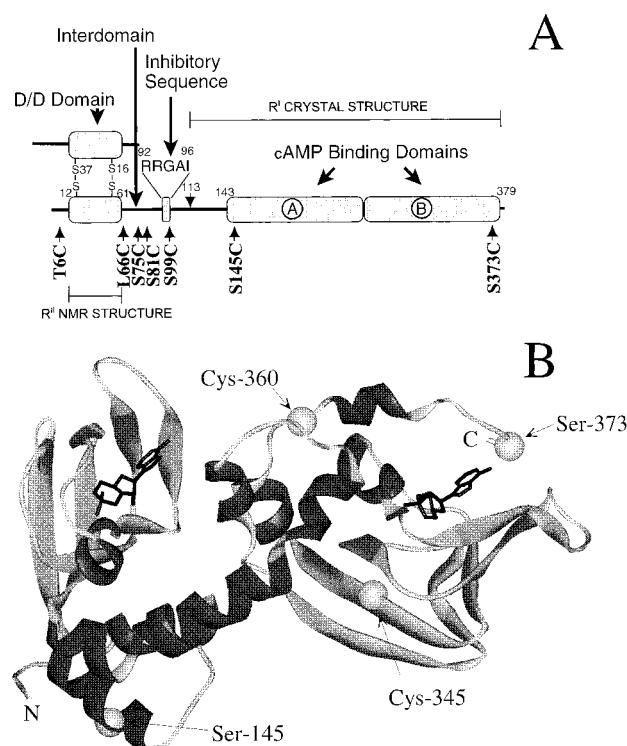 A
Interdomain
Inhibitory
Sequence
D/D Domain
R^I CRYSTAL STRUCTURE
92 96
RRGAI
cAMP Binding Domains
S37 S16
S S
12 S S 61
113
143
379
A
B
T6C
L66C
S75C
S81C
S99C
S145C
S373C
R^II NMR STRUCTURE
B
Cys-360
C
Ser-373
Cys-345
N
Ser-145